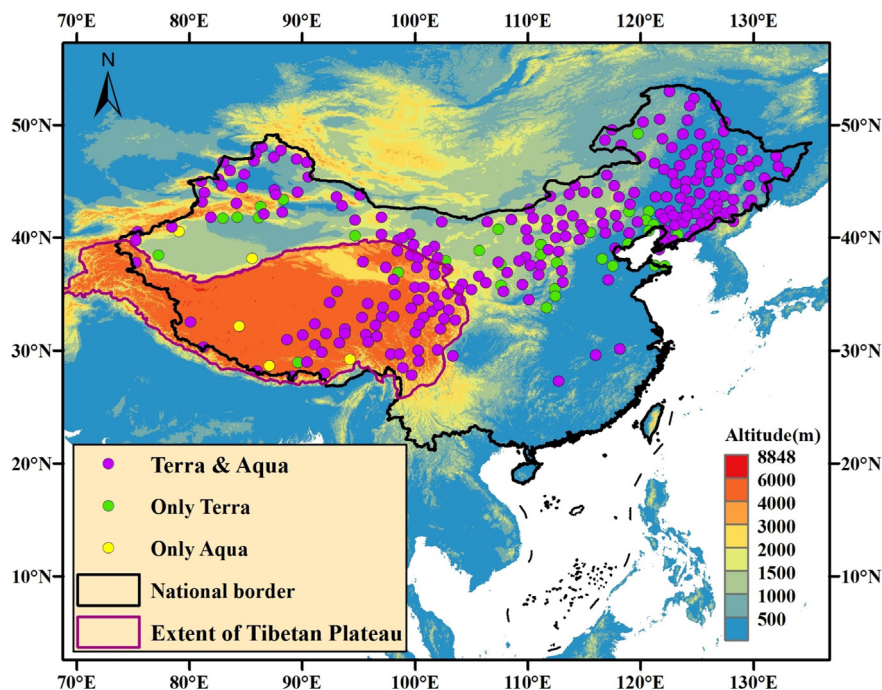 70°E 80°E 90°E 100°E 110°E 120°E 130°E
N
50°N 50°N
40°N 40°N
30°N 30°N
20°N 20°N
10°N 10°N
Terra & Aqua
Only Terra
Only Aqua
National border
Extent of Tibetan Plateau
Altitude(m)
8848
6000
4000
3000
2000
1500
1000
500
70°E 80°E 90°E 100°E 110°E 120°E 130°E